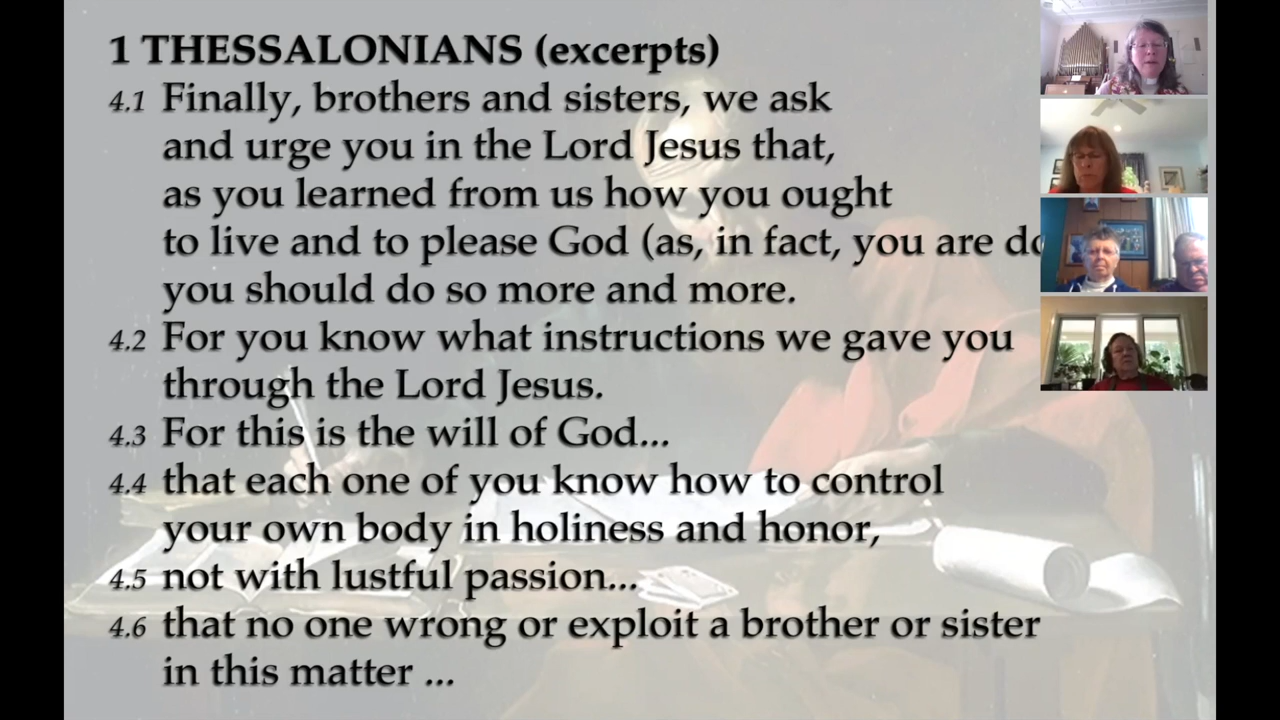 1 THESSALONIANS (excerpts)
4.1 Finally, brothers and sisters, we ask
and urge you in the Lord Jesus that,
as you learned from us how you ought
to live and to please God (as, in fact, you are
you should do so more and more.
4.2 For you know what instructions we gave you
through the Lord Jesus.
4.3 For this is the will of God...
4.4 that each one of you know how to control
your own body in holiness and honor,
4.5 not with lustful passion...
4.6 that no one wrong or exploit a brother or sister
in this matter ...